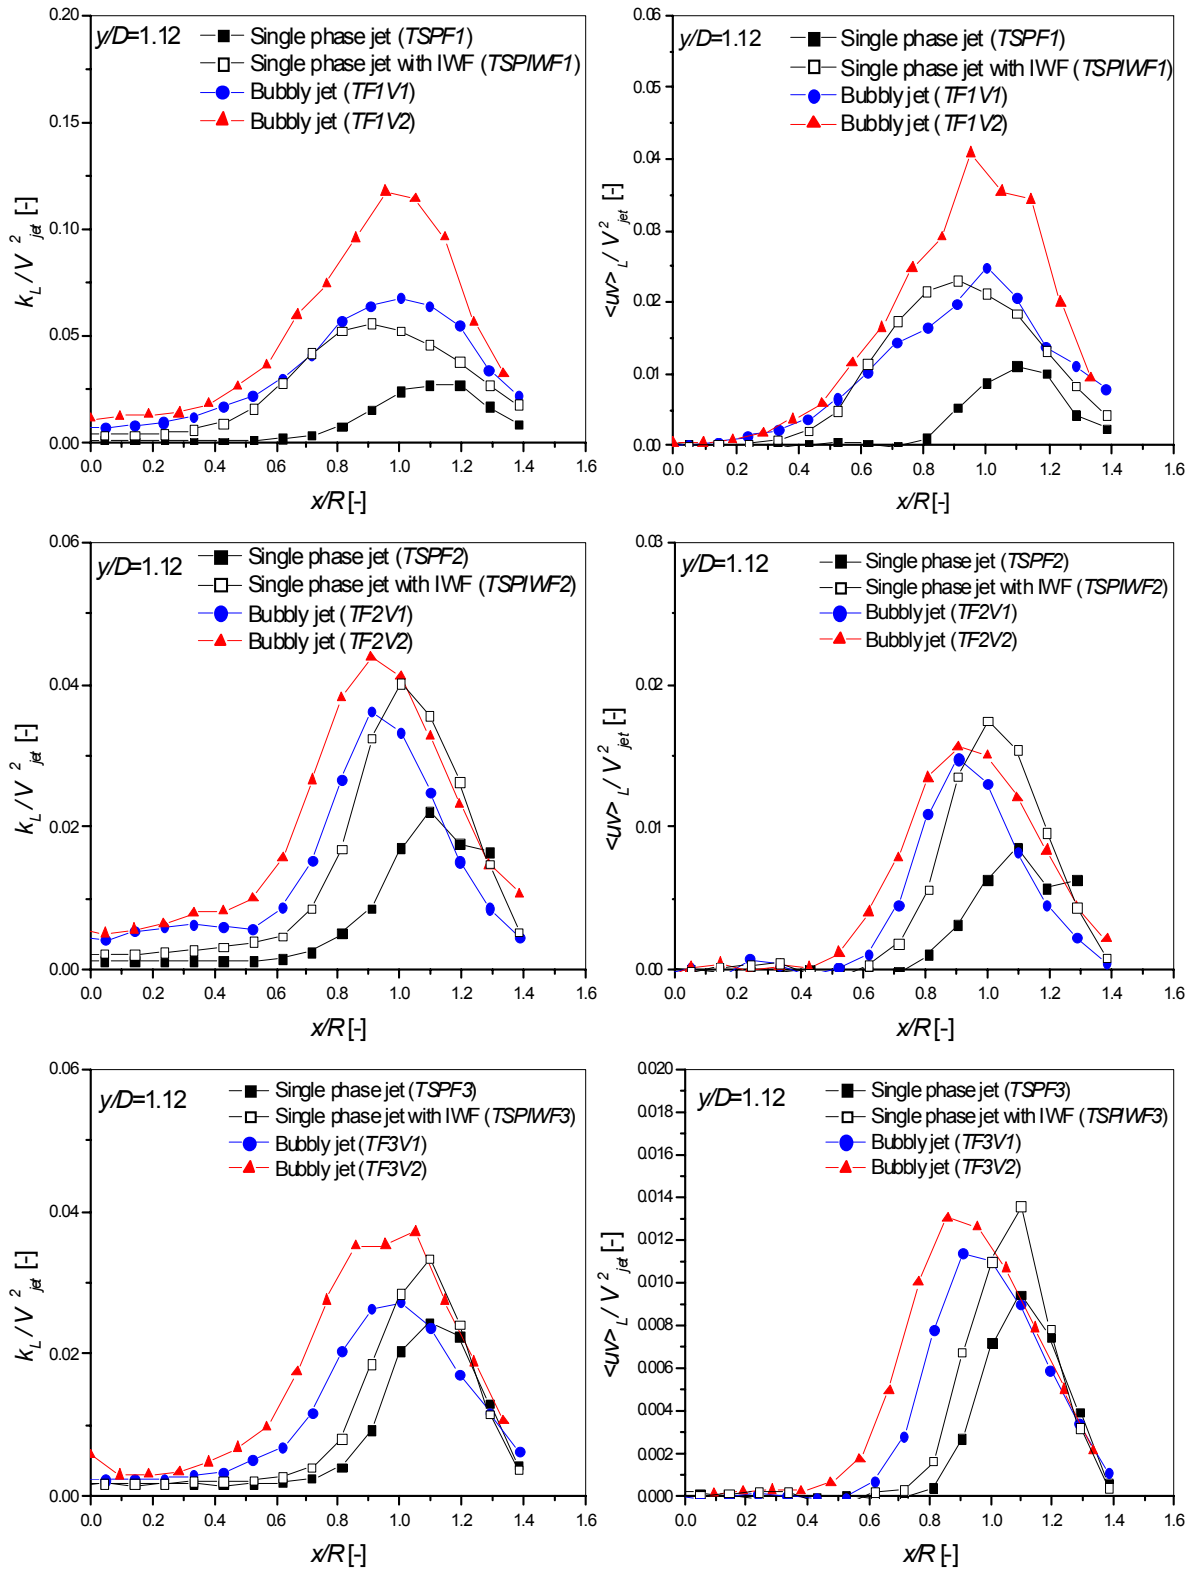 y/D=1.12
Single phase jet (TSPF1)
Single phase jet with IWF (TSPIWF1)
Bubbly jet (TF1V1)
Bubbly jet (TF1V2)
0.20
0.15
0.10
0.05
0.00
k_L / V²_jet [-]
0.0 0.2 0.4 0.6 0.8 1.0 1.2 1.4 1.6
x/R [-]
y/D=1.12
Single phase jet (TSPF1)
Single phase jet with IWF (TSPIWF1)
Bubbly jet (TF1V1)
Bubbly jet (TF1V2)
0.06
0.05
0.04
0.03
0.02
0.01
0.00
<uv>_L / V²_jet [-]
0.0 0.2 0.4 0.6 0.8 1.0 1.2 1.4 1.6
x/R [-]
y/D=1.12
Single phase jet (TSPF2)
Single phase jet with IWF (TSPIWF2)
Bubbly jet (TF2V1)
Bubbly jet (TF2V2)
0.06
0.04
0.02
0.00
k_L / V²_jet [-]
0.0 0.2 0.4 0.6 0.8 1.0 1.2 1.4 1.6
x/R [-]
y/D=1.12
Single phase jet (TSPF2)
Single phase jet with IWF (TSPIWF2)
Bubbly jet (TF2V1)
Bubbly jet (TF2V2)
0.03
0.02
0.01
0.00
<uv>_L / V²_jet [-]
0.0 0.2 0.4 0.6 0.8 1.0 1.2 1.4 1.6
x/R [-]
y/D=1.12
Single phase jet (TSPF3)
Single phase jet with IWF (TSPIWF3)
Bubbly jet (TF3V1)
Bubbly jet (TF3V2)
0.06
0.04
0.02
0.00
k_L / V²_jet [-]
0.0 0.2 0.4 0.6 0.8 1.0 1.2 1.4 1.6
x/R [-]
y/D=1.12
Single phase jet (TSPF3)
Single phase jet with IWF (TSPIWF3)
Bubbly jet (TF3V1)
Bubbly jet (TF3V2)
0.020
0.018
0.016
0.014
0.012
0.010
0.008
0.006
0.004
0.002
0.000
<uv>_L / V²_jet [-]
0.0 0.2 0.4 0.6 0.8 1.0 1.2 1.4 1.6
x/R [-]